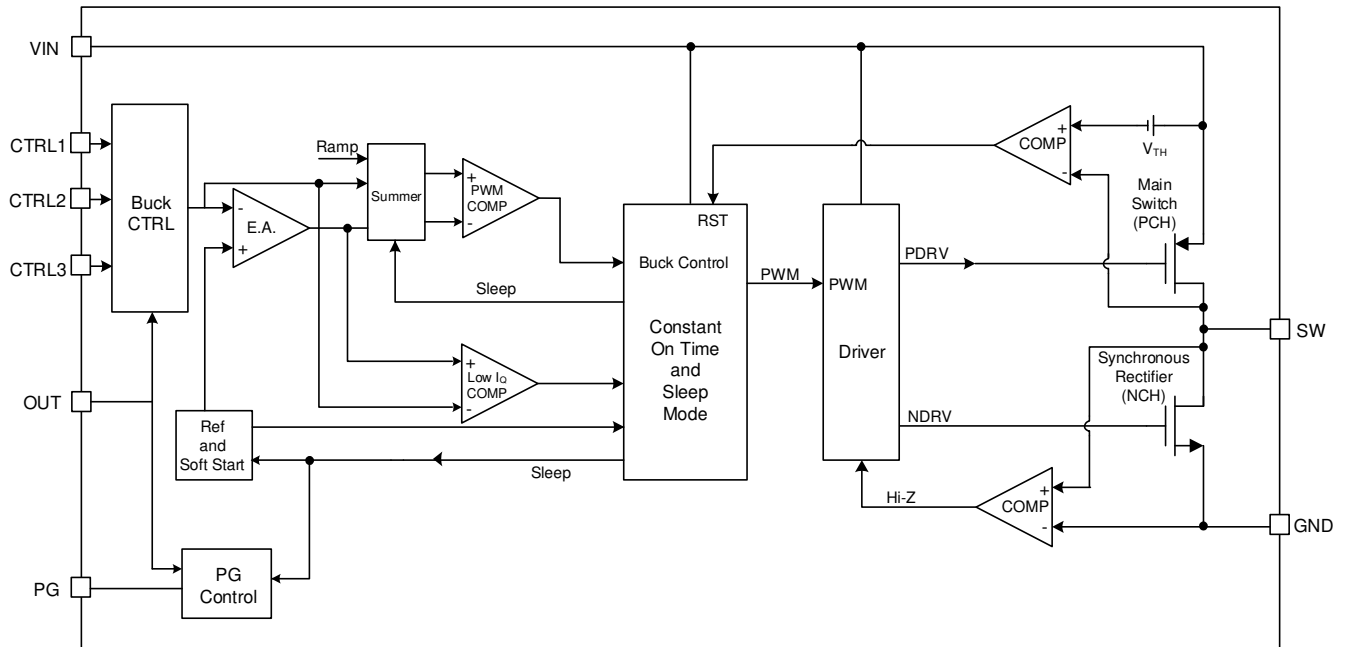 VIN
CTRL1
CTRL2
CTRL3
OUT
PG
Buck
CTRL
-
E.A.
+
Ramp
Summer
+
PWM
COMP
-
Sleep
+
Low IQ
COMP
-
Ref
and
Soft Start
Sleep
PG
Control
RST
Buck Control
Constant
On Time
and
Sleep
Mode
PWM
PWM
Driver
PDRV
NDRV
Hi-Z
+
COMP
-
VTH
Main
Switch
(PCH)
Synchronous
Rectifier
(NCH)
+
COMP
-
SW
GND